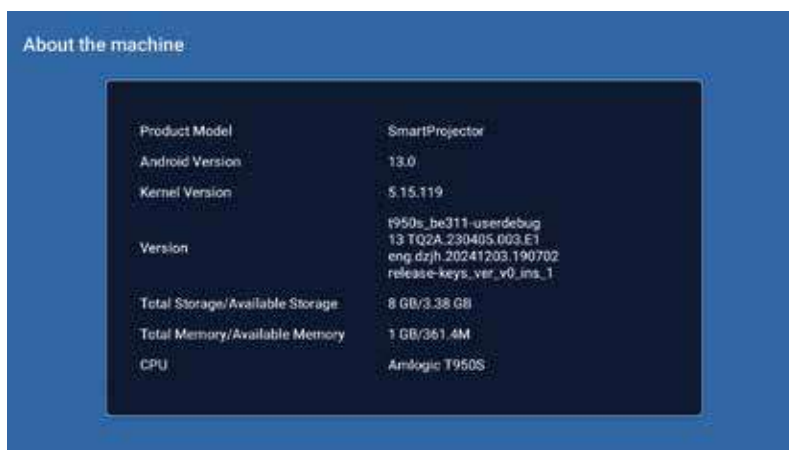 About the machine
Product Model SmartProjector
Android Version 13.0
Kernel Version 5.15.119
Version t950s_be311-userdebug
13 TQ2A.230405.003.E1
eng.dzjh.20241203.190702
release-keys_ver_v0_ins_1
Total Storage/Available Storage 8 GB/3.38 GB
Total Memory/Available Memory 1 GB/361.4M
CPU Amlogic T950S